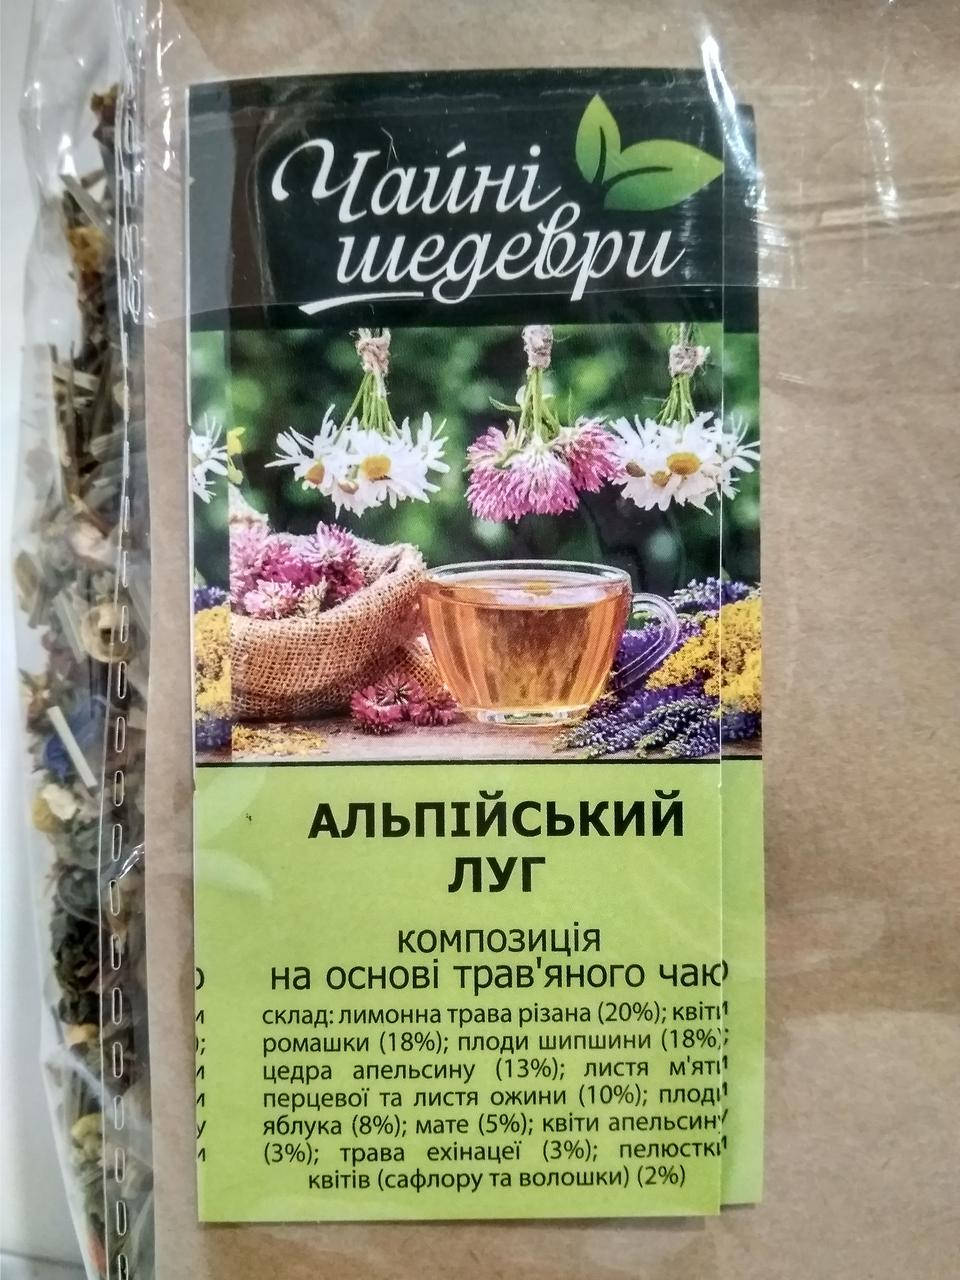 Чайні
шедеври
АЛЬПІЙСЬКИЙ
ЛУГ
композиція
на основі трав'яного чаю
склад: лимонна трава різана (20%); квіти
ромашки (18%); плоди шипшини (18%);
цедра апельсину (13%); листя м'яти
перцевої та листя ожини (10%); плоди
яблука (8%); мате (5%); квіти апельсину
(3%); трава ехінацеї (3%); пелюстки
квітів (сафлору та волошки) (2%)